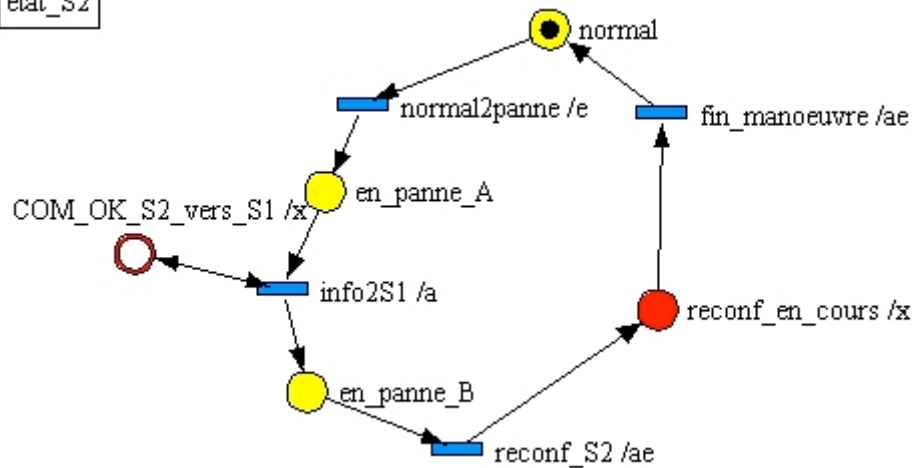 etat_S2
normal
normal2panne /e
fin_manoeuvre /ae
en_panne_A
COM_OK_S2_vers_S1 /x
info2S1 /a
reconf_en_cours /x
en_panne_B
reconf_S2 /ae